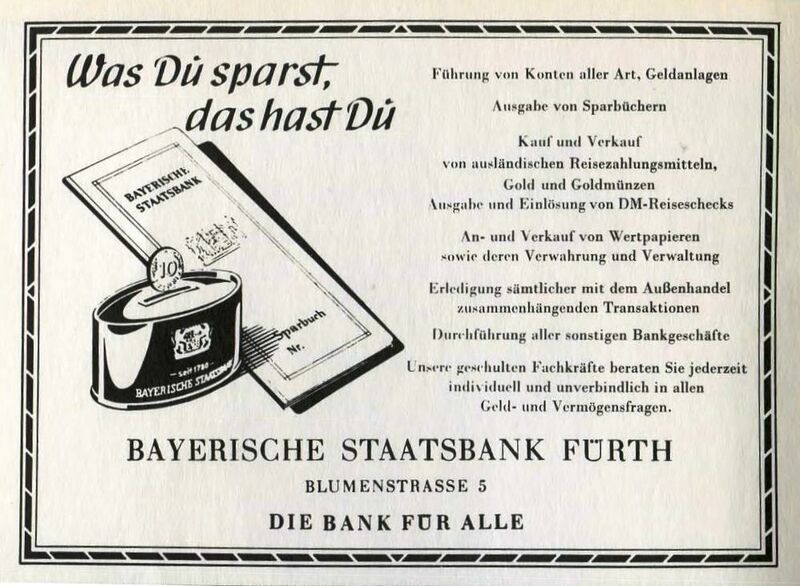 Was Du sparst,
das hast Du
BAYERISCHE
STAATSBANK
10
Sparbuch
Nr.
— seit 1780 —
BAYERISCHE STAATSBANK
Führung von Konten aller Art, Geldanlagen
Ausgabe von Sparbüchern
Kauf und Verkauf
von ausländischen Reisezahlungsmitteln,
Gold und Goldmünzen
Ausgabe und Einlösung von DM-Reiseschecks
An- und Verkauf von Wertpapieren
sowie deren Verwahrung und Verwaltung
Erledigung sämtlicher mit dem Außenhandel
zusammenhängenden Transaktionen
Durchführung aller sonstigen Bankgeschäfte
Unsere geschulten Fachkräfte beraten Sie jederzeit
individuell und unverbindlich in allen
Geld- und Vermögensfragen.
BAYERISCHE STAATSBANK FÜRTH
BLUMENSTRASSE 5
DIE BANK FÜR ALLE